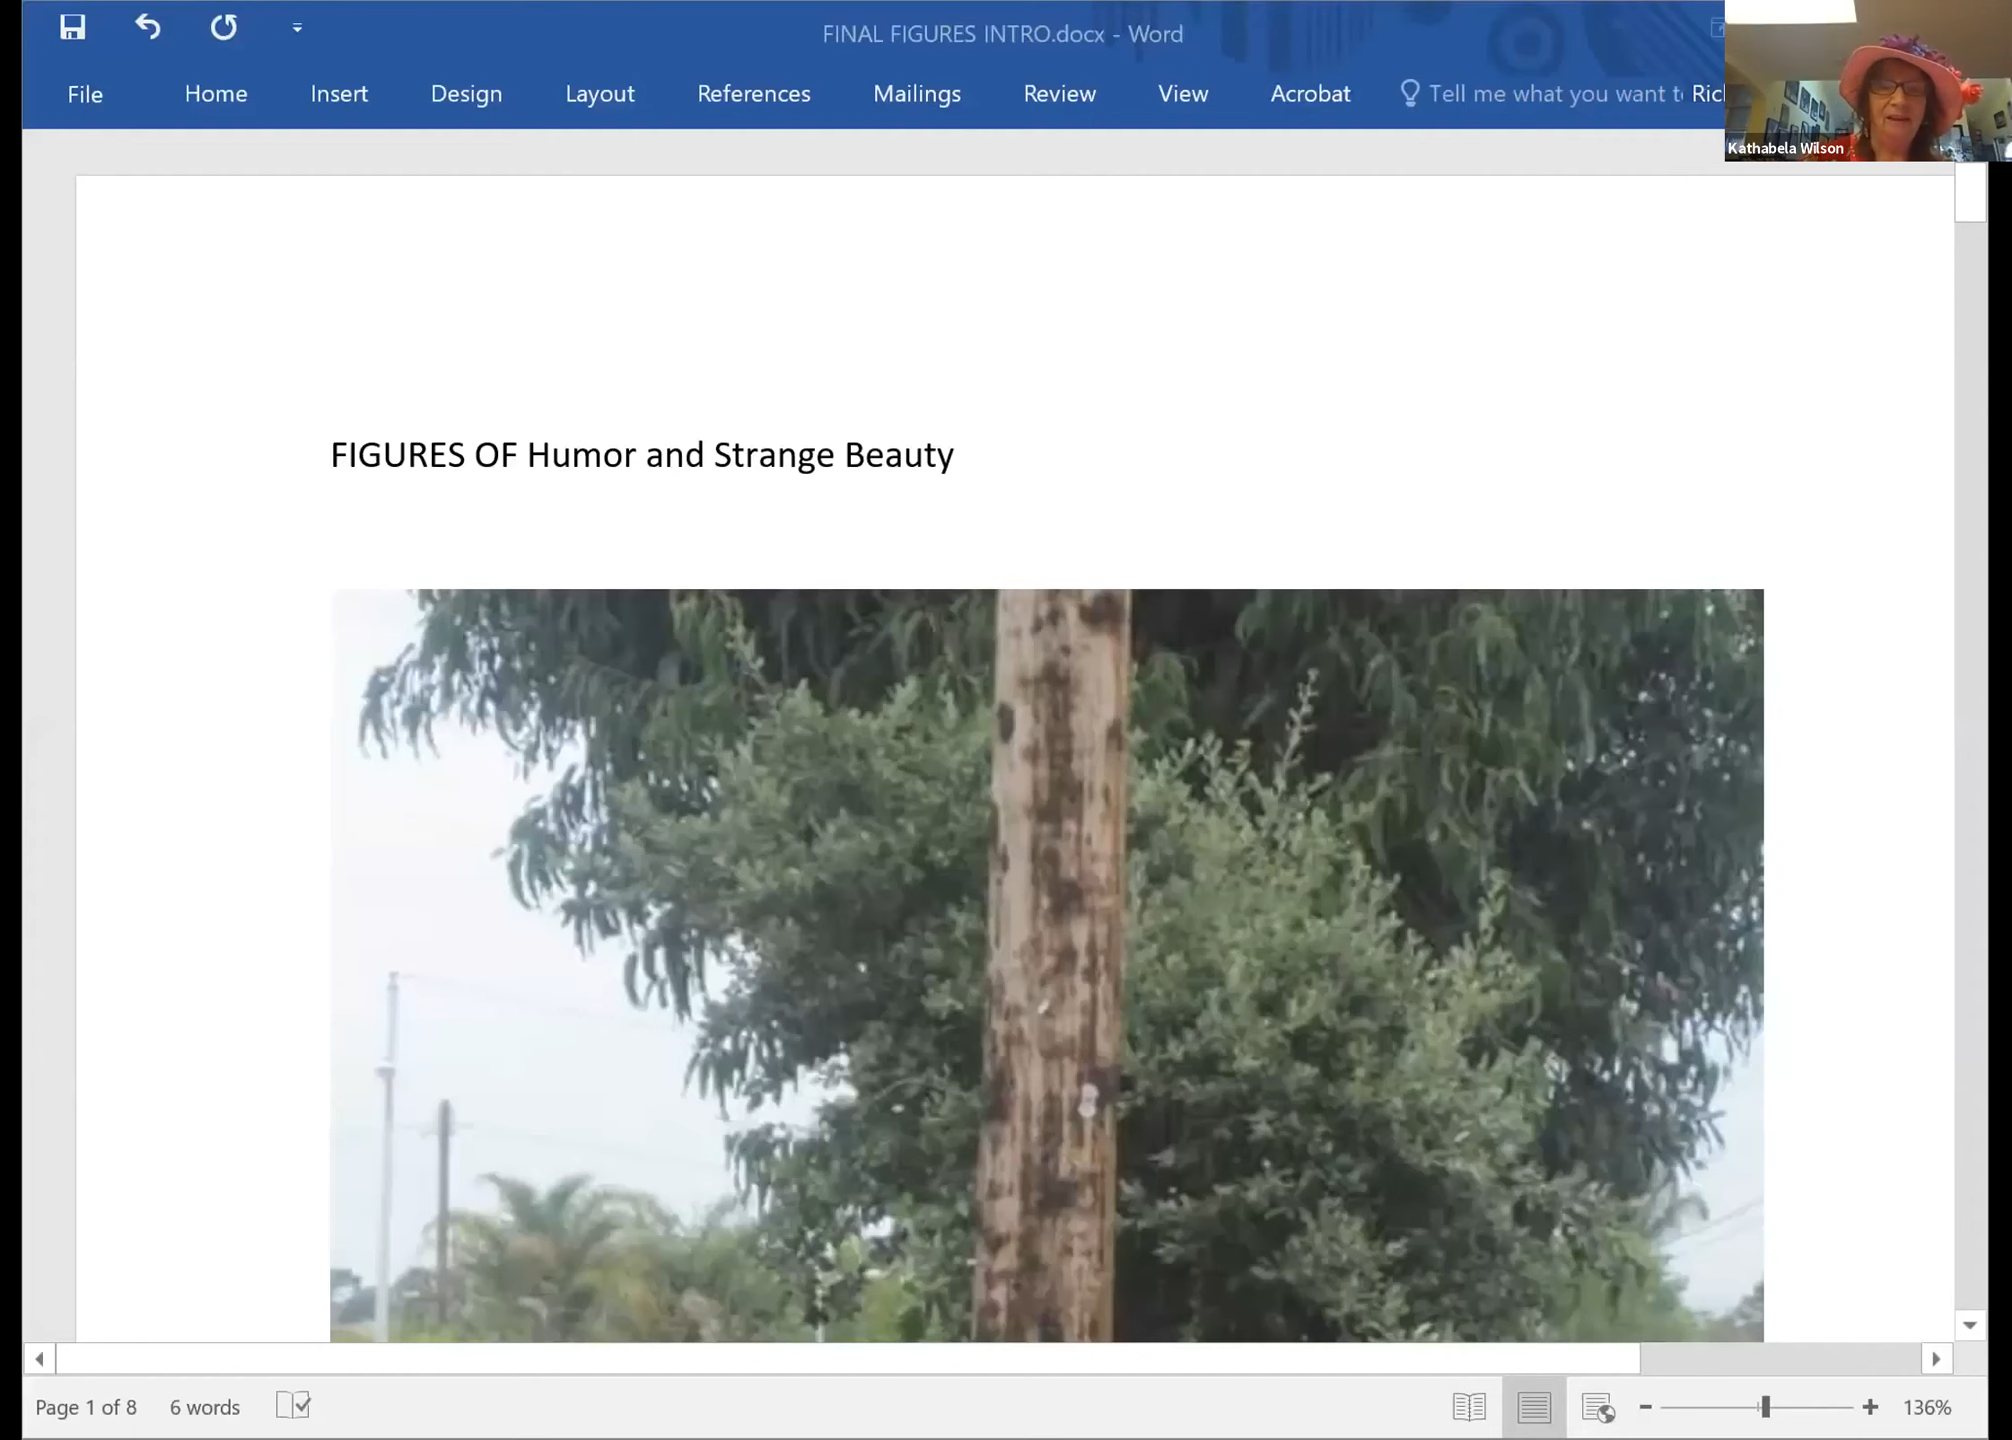 FINAL FIGURES INTRO.docx - Word
File Home Insert Design Layout References Mailings Review View Acrobat Tell me what you want
Kathabela Wilson
FIGURES OF Humor and Strange Beauty
Page 1 of 8 6 words 136%